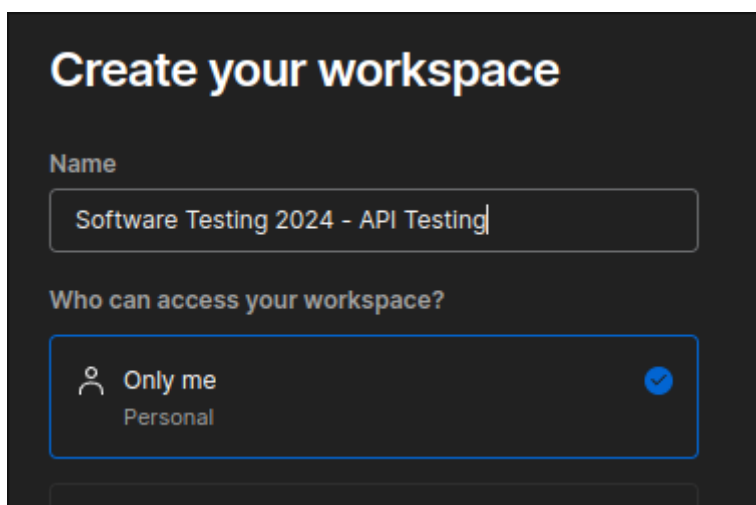 Create your workspace
Name
Software Testing 2024 - API Testing
Who can access your workspace?
Only me
Personal